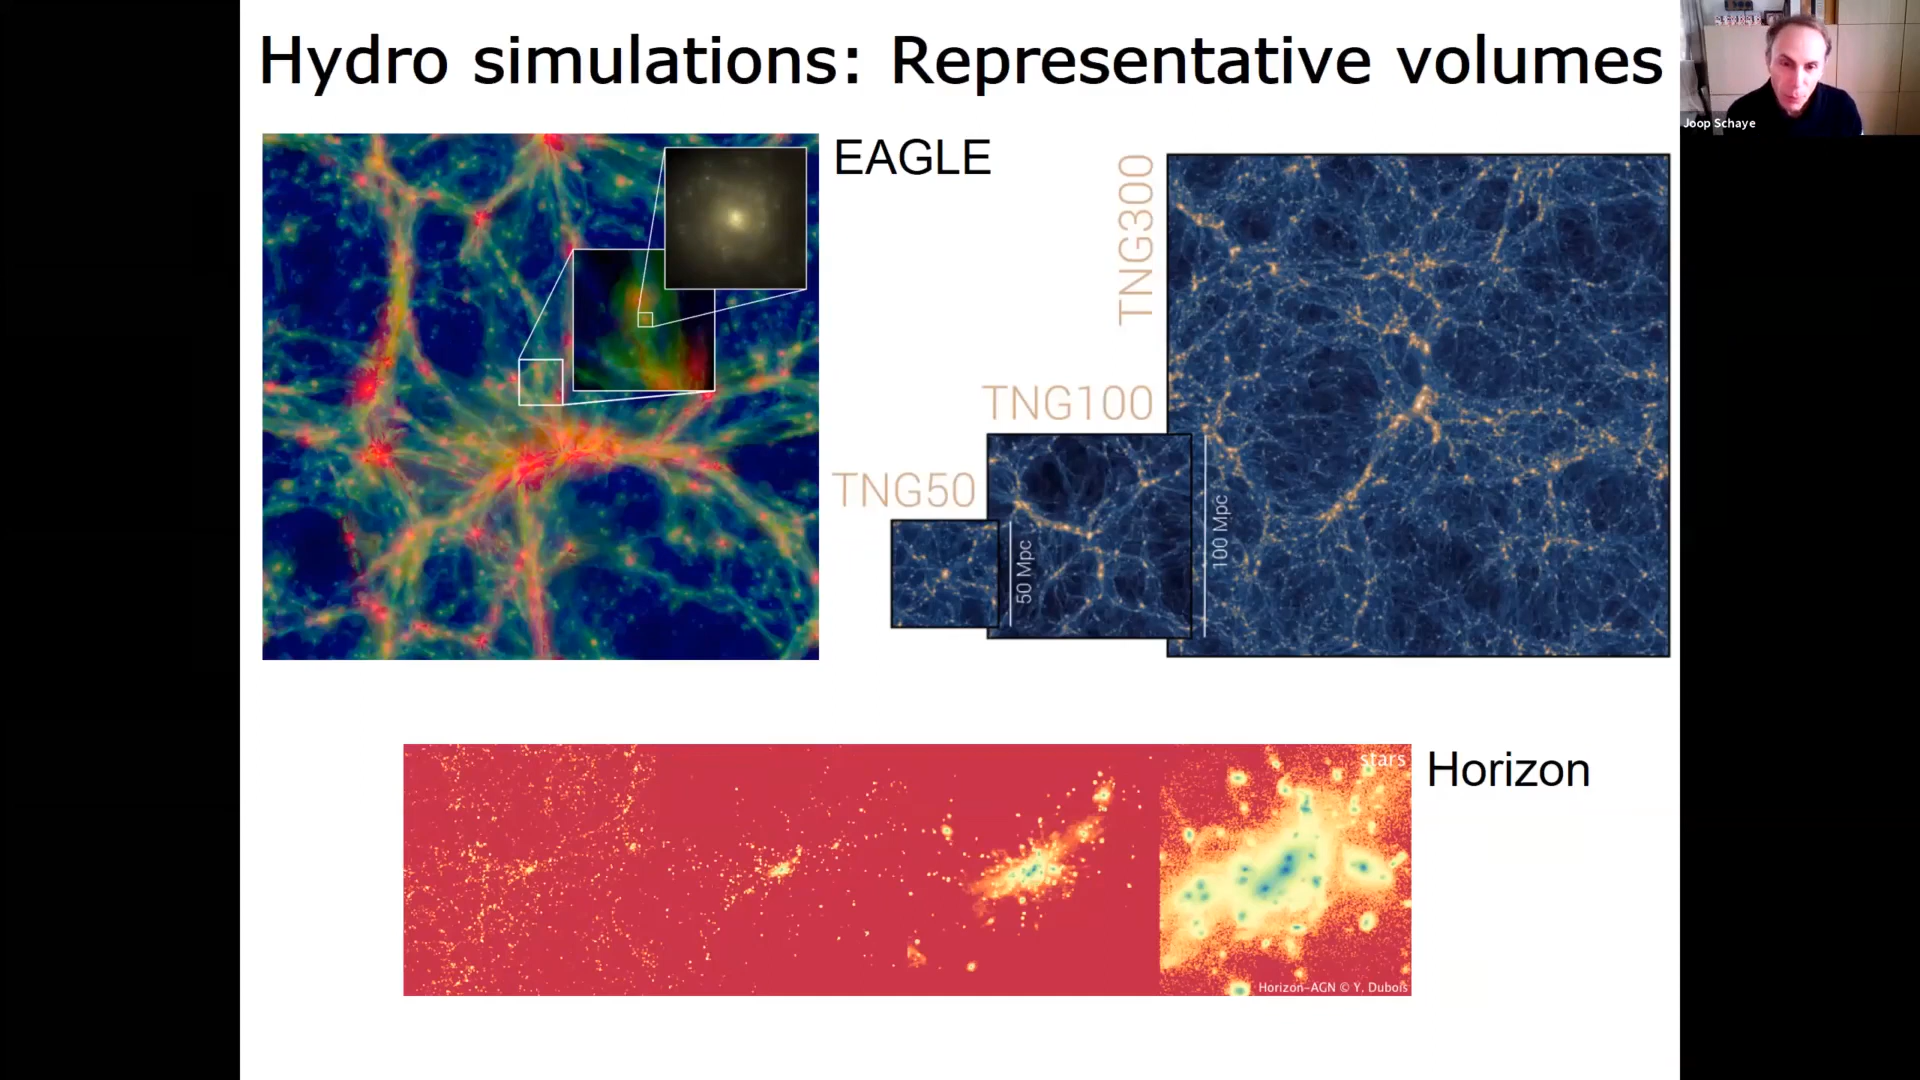 Hydro simulations: Representative volumes
Joop Schaye
EAGLE
TNG300
TNG100
TNG50
50 Mpc
100 Mpc
stars
Horizon
Horizon-AGN © Y. Dubois